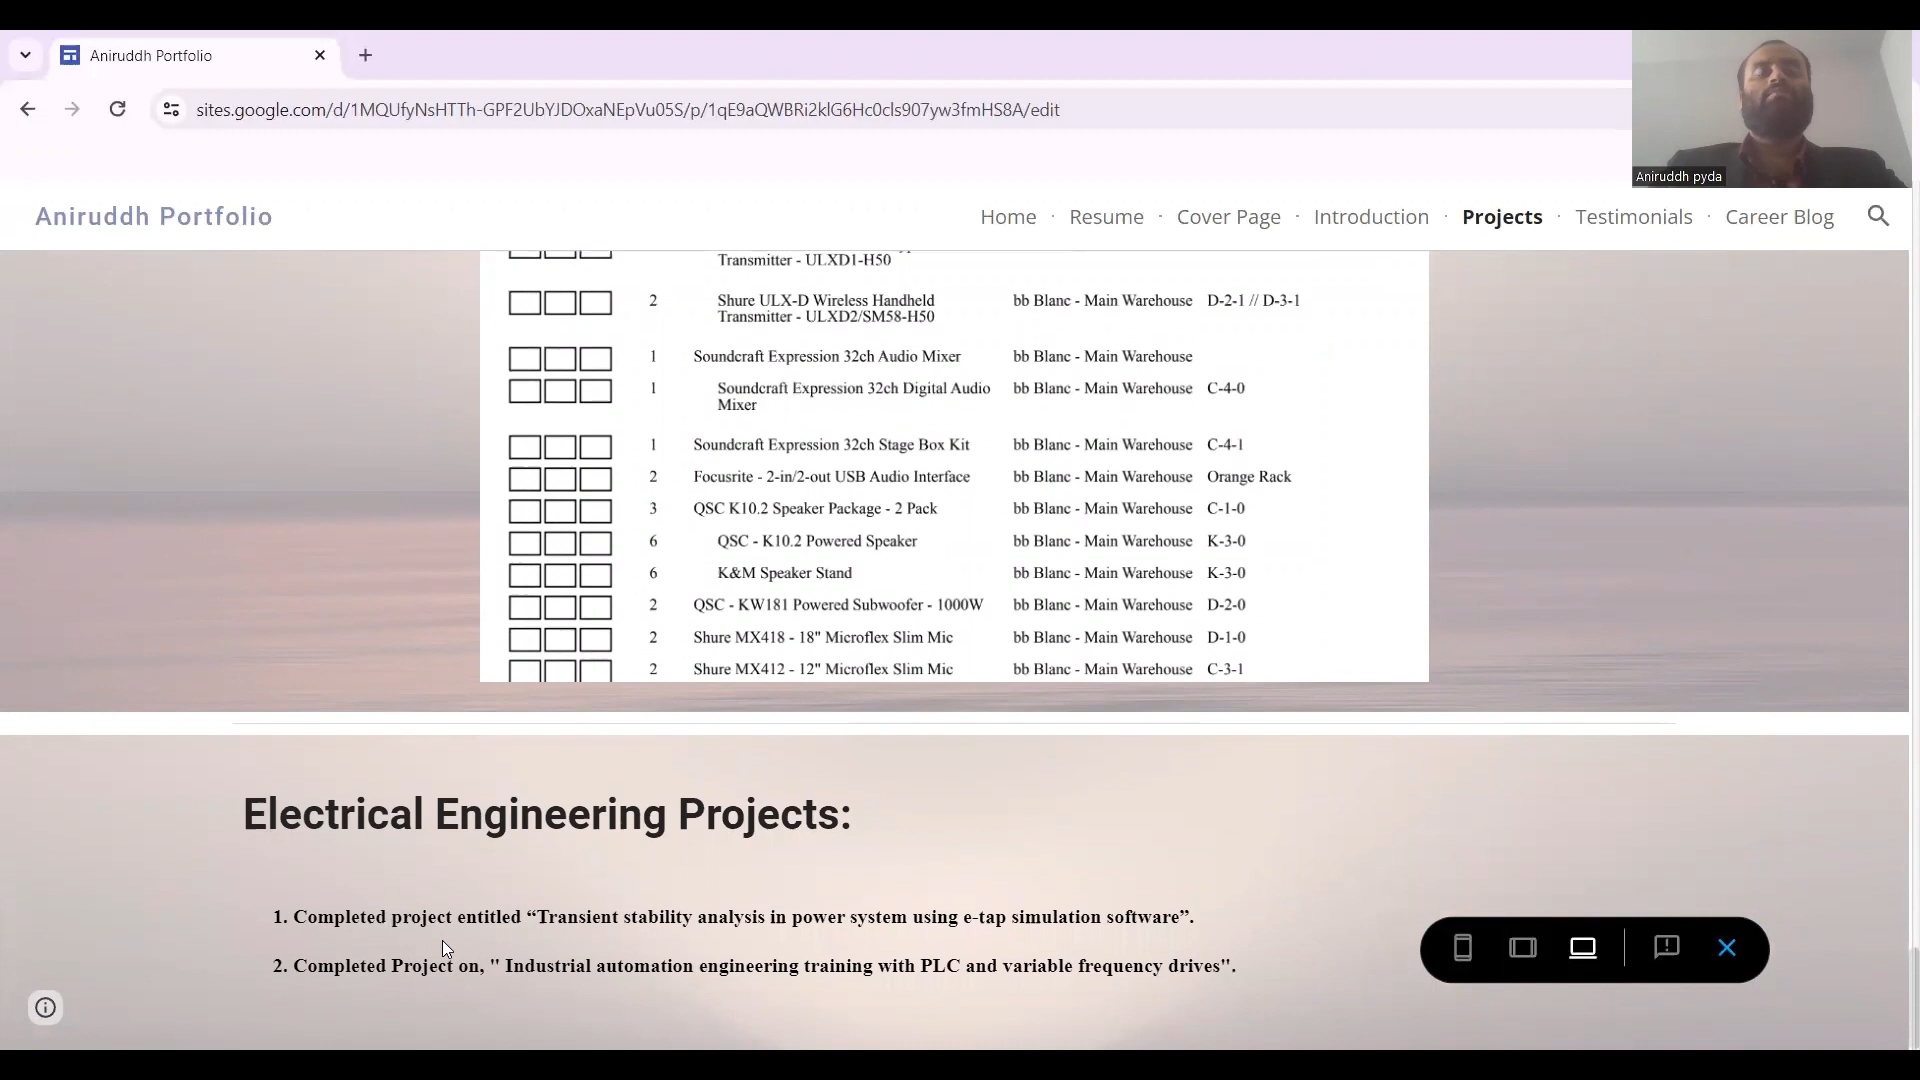 Aniruddh Portfolio
sites.google.com/d/1MQUfyNsHTTh-GPF2UbYJDOxaNEpVu05S/p/1qE9aQWBRi2klG6Hc0cls907yw3fmHS8A/edit
Aniruddh pyda
Aniruddh Portfolio
Home · Resume · Cover Page · Introduction · Projects · Testimonials · Career Blog
Transmitter - ULXD1-H50
2 Shure ULX-D Wireless Handheld bb Blanc - Main Warehouse D-2-1 // D-3-1
Transmitter - ULXD2/SM58-H50
1 Soundcraft Expression 32ch Audio Mixer bb Blanc - Main Warehouse
1 Soundcraft Expression 32ch Digital Audio bb Blanc - Main Warehouse C-4-0
Mixer
1 Soundcraft Expression 32ch Stage Box Kit bb Blanc - Main Warehouse C-4-1
2 Focusrite - 2-in/2-out USB Audio Interface bb Blanc - Main Warehouse Orange Rack
3 QSC K10.2 Speaker Package - 2 Pack bb Blanc - Main Warehouse C-1-0
6 QSC - K10.2 Powered Speaker bb Blanc - Main Warehouse K-3-0
6 K&M Speaker Stand bb Blanc - Main Warehouse K-3-0
2 QSC - KW181 Powered Subwoofer - 1000W bb Blanc - Main Warehouse D-2-0
2 Shure MX418 - 18" Microflex Slim Mic bb Blanc - Main Warehouse D-1-0
2 Shure MX412 - 12" Microflex Slim Mic bb Blanc - Main Warehouse C-3-1
Electrical Engineering Projects:
1. Completed project entitled “Transient stability analysis in power system using e-tap simulation software”.
2. Completed Project on, " Industrial automation engineering training with PLC and variable frequency drives".